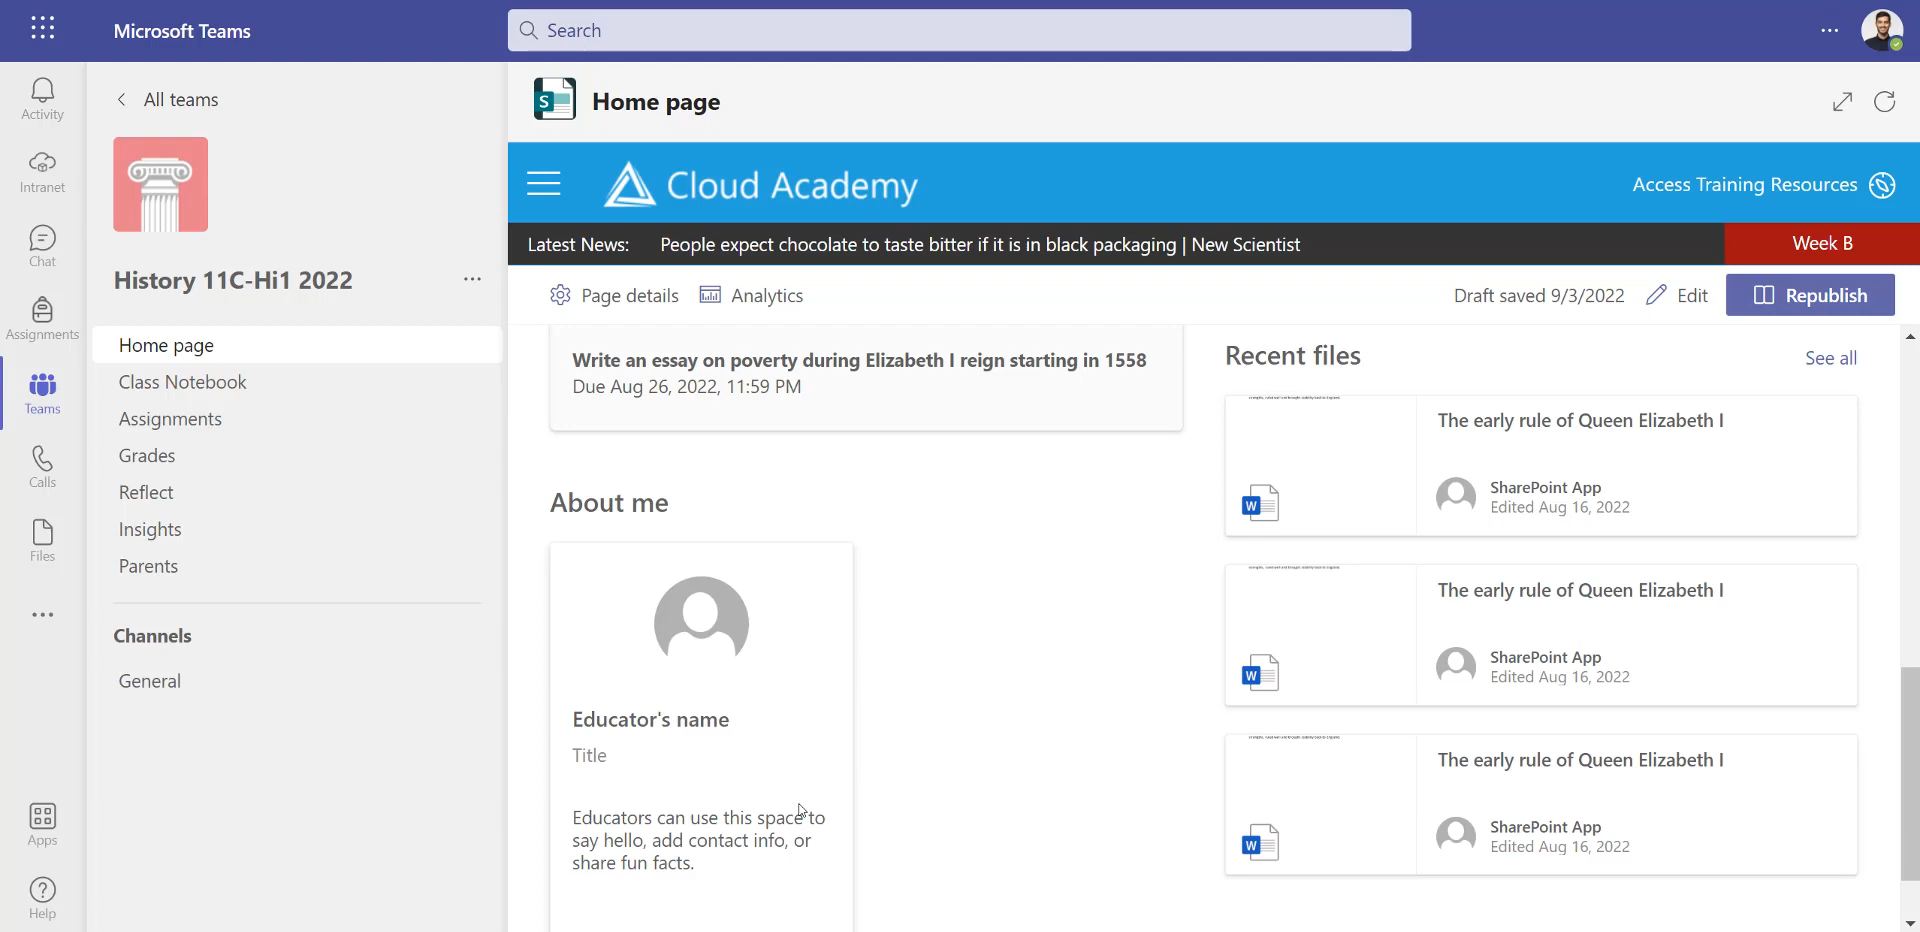 Microsoft Teams
Search
Activity
Intranet
Chat
Assignments
Teams
Calls
Files
Apps
Help
All teams
History 11C-Hi1 2022
Home page
Class Notebook
Assignments
Grades
Reflect
Insights
Parents
Channels
General
S
Home page
Cloud Academy
Access Training Resources
Latest News: People expect chocolate to taste bitter if it is in black packaging | New Scientist
Week B
Page details
Analytics
Draft saved 9/3/2022
Edit
Republish
Write an essay on poverty during Elizabeth I reign starting in 1558
Due Aug 26, 2022, 11:59 PM
About me
Educator's name
Title
Educators can use this space to
say hello, add contact info, or
share fun facts.
Recent files
See all
The early rule of Queen Elizabeth I
W
SharePoint App
Edited Aug 16, 2022
The early rule of Queen Elizabeth I
W
SharePoint App
Edited Aug 16, 2022
The early rule of Queen Elizabeth I
W
SharePoint App
Edited Aug 16, 2022